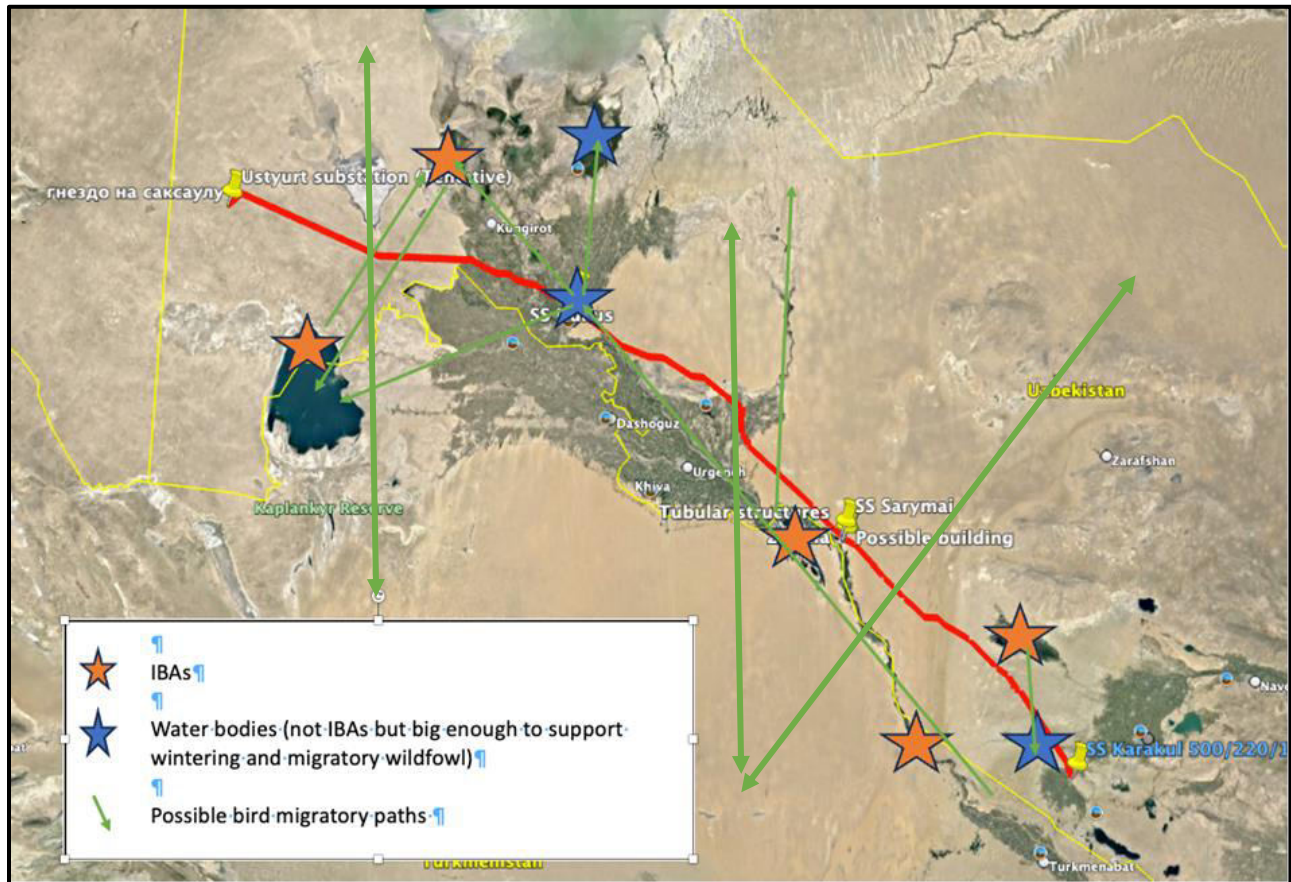 гнездо на саксаулу
Ustyurt substation (Tentative)
Kungirot
SS
Dashoguz
Uzbekistan
Zarafshan
Urgench
Khiva
Kaplankyr Reserve
Tubular structures
SS Sarymai
Possible building
Nav
SS Karakul 500/220/1
Turkmenabat
Turkmenistan
¶
IBAs¶
¶
Water bodies (not IBAs but big enough to support
wintering and migratory wildfowl)¶
¶
Possible bird migratory paths ¶